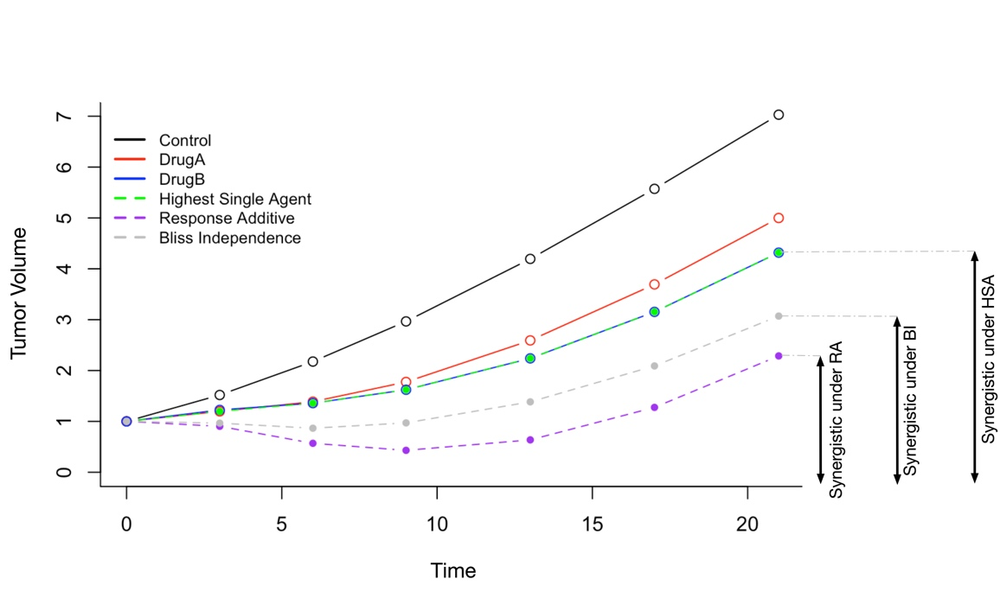 Control
DrugA
DrugB
Highest Single Agent
Response Additive
Bliss Independence
Tumor Volume
7
6
5
4
3
2
1
0
0 5 10 15 20
Time
Synergistic under RA
Synergistic under BI
Synergistic under HSA